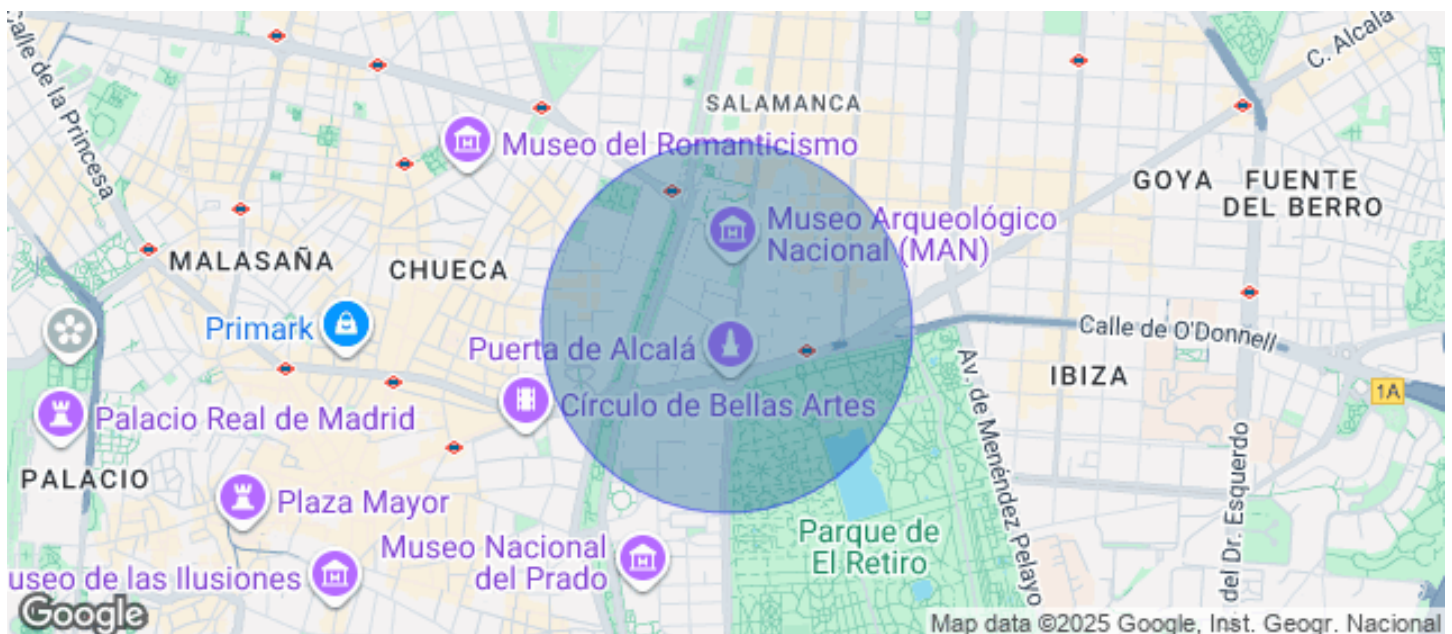 Calle de la Princesa
SALAMANCA
C. Alcalá
Museo del Romanticismo
GOYA
FUENTE
DEL BERRO
Museo Arqueológico
Nacional (MAN)
MALASAÑA
CHUECA
Primark
Puerta de Alcalá
Calle de O'Donnell
IBIZA
1A
Palacio Real de Madrid
Círculo de Bellas Artes
Av. de Menéndez Pelayo
PALACIO
Plaza Mayor
Museo Nacional
del Prado
Parque de
El Retiro
del Dr. Esquerdo
useo de las Ilusiones
Google
Map data ©2025 Google, Inst. Geogr. Nacional